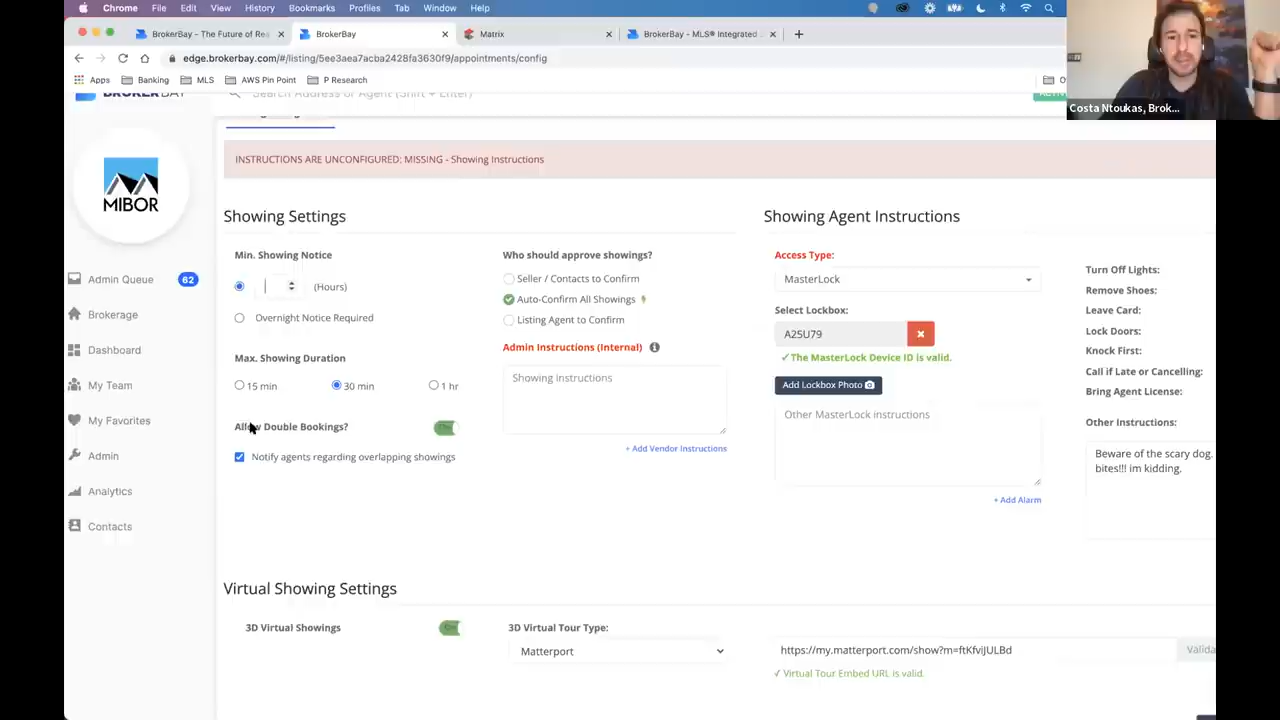 Chrome File Edit View History Bookmarks Profiles Tab Window Help
BrokerBay - The Future of Rea
BrokerBay
Matrix
BrokerBay - MLS® Integrated
edge.brokerbay.com/#/listing/5ee3aea7acba2428fa3630f9/appointments/config
Apps Banking MLS AWS Pin Point P Research
BROKERBAY
Search Address or Agent (Shift + Enter)
Costa Ntoukas, Brok...
MIBOR
Admin Queue 62
Brokerage
Dashboard
My Team
My Favorites
Admin
Analytics
Contacts
INSTRUCTIONS ARE UNCONFIGURED: MISSING - Showing Instructions
Showing Settings
Min. Showing Notice
(Hours)
Overnight Notice Required
Max. Showing Duration
15 min 30 min 1 hr
Allow Double Bookings?
On
Notify agents regarding overlapping showings
Who should approve showings?
Seller / Contacts to Confirm
Auto-Confirm All Showings
Listing Agent to Confirm
Admin Instructions (Internal)
Showing Instructions
+ Add Vendor Instructions
Showing Agent Instructions
Access Type:
MasterLock
Select Lockbox:
A25U79
✓The MasterLock Device ID is valid.
Add Lockbox Photo
Other MasterLock instructions
+ Add Alarm
Turn Off Lights:
Remove Shoes:
Leave Card:
Lock Doors:
Knock First:
Call if Late or Cancelling:
Bring Agent License:
Other Instructions:
Beware of the scary dog.
bites!!! im kidding.
Virtual Showing Settings
3D Virtual Showings
On
3D Virtual Tour Type:
Matterport
https://my.matterport.com/show?m=ftKfviJULBd
Valida
✓ Virtual Tour Embed URL is valid.